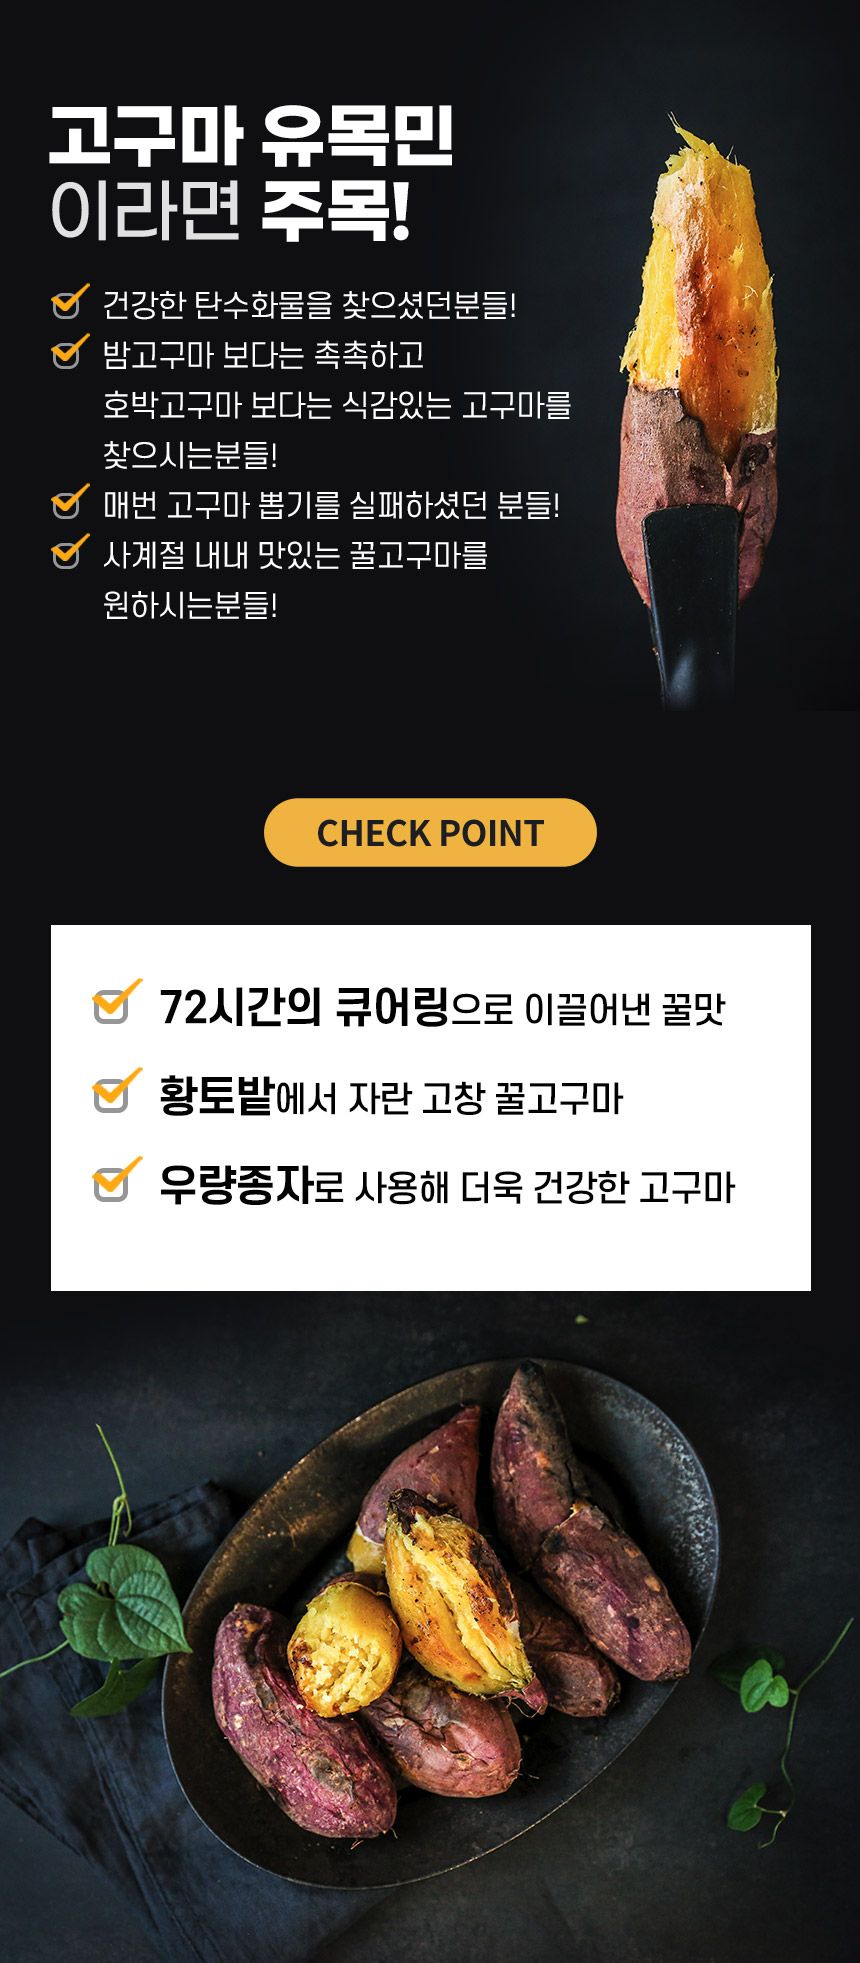 고구마 유목민
이라면 주목!
건강한 탄수화물을 찾으셨던분들!
밤고구마 보다는 촉촉하고
호박고구마 보다는 식감있는 고구마를
찾으시는분들!
매번 고구마 뽑기를 실패하셨던 분들!
사계절 내내 맛있는 꿀고구마를
원하시는분들!
CHECK POINT
72시간의 큐어링으로 이끌어낸 꿀맛
황토밭에서 자란 고창 꿀고구마
우량종자로 사용해 더욱 건강한 고구마